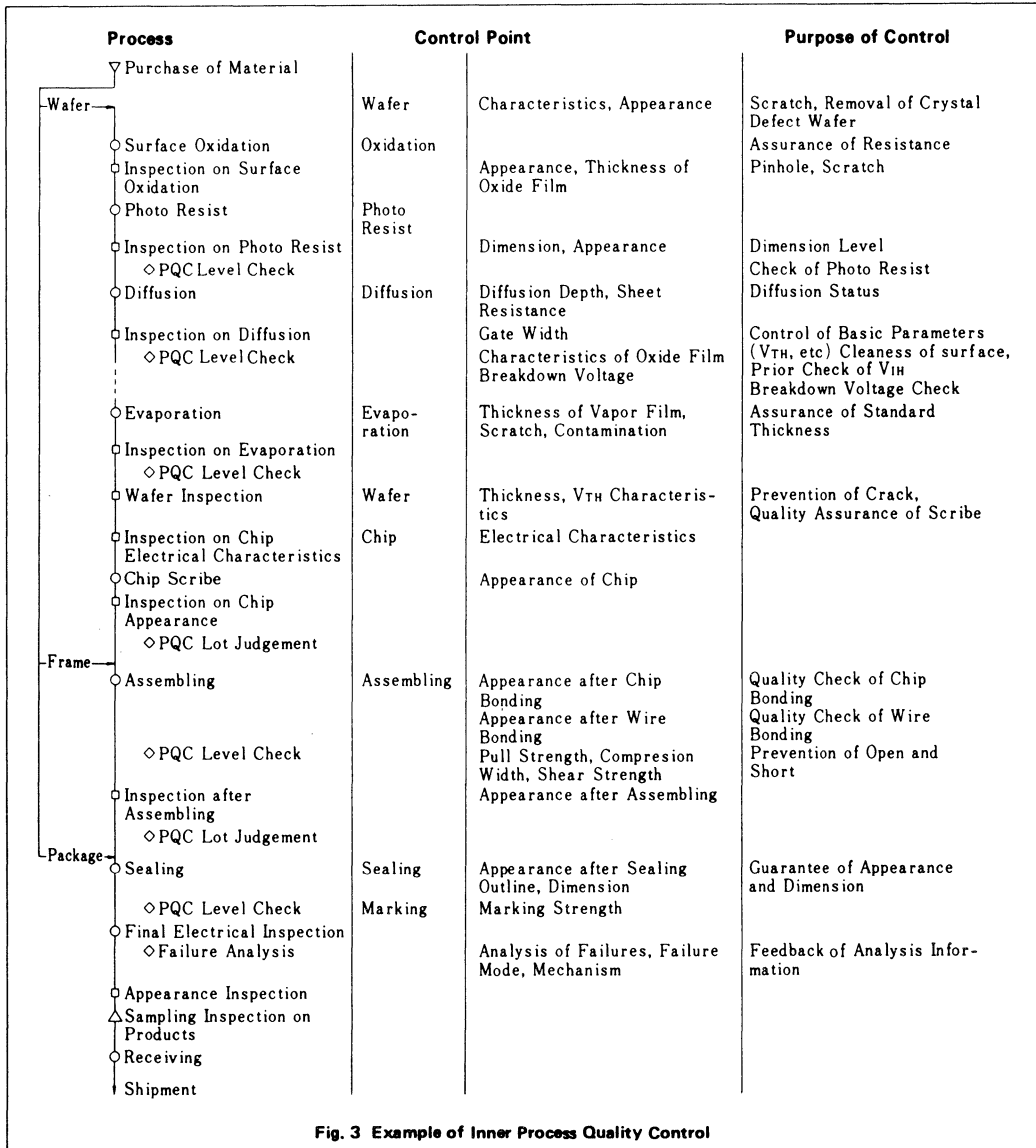 Process Control Point Purpose of Control
Purchase of Material
Wafer Wafer Characteristics, Appearance Scratch, Removal of Crystal
Defect Wafer
Surface Oxidation Oxidation Assurance of Resistance
Inspection on Surface Appearance, Thickness of Pinhole, Scratch
Oxidation Oxide Film
Photo Resist Photo
Resist
Inspection on Photo Resist Dimension, Appearance Dimension Level
◇PQC Level Check Check of Photo Resist
Diffusion Diffusion Diffusion Depth, Sheet Diffusion Status
Resistance
Inspection on Diffusion Gate Width Control of Basic Parameters
◇PQC Level Check Characteristics of Oxide Film (VTH, etc) Cleaness of surface,
Breakdown Voltage Prior Check of VIH
Breakdown Voltage Check
Evaporation Evapo- Thickness of Vapor Film, Assurance of Standard
ration Scratch, Contamination Thickness
Inspection on Evaporation
◇PQC Level Check
Wafer Inspection Wafer Thickness, VTH Characteris- Prevention of Crack,
tics Quality Assurance of Scribe
Inspection on Chip Chip Electrical Characteristics
Electrical Characteristics
Chip Scribe Appearance of Chip
Inspection on Chip
Appearance
◇PQC Lot Judgement
Frame
Assembling Assembling Appearance after Chip Quality Check of Chip
Bonding Bonding
Appearance after Wire Quality Check of Wire
Bonding Bonding
◇PQC Level Check Pull Strength, Compresion Prevention of Open and
Width, Shear Strength Short
Inspection after Appearance after Assembling
Assembling
◇PQC Lot Judgement
Package
Sealing Sealing Appearance after Sealing Guarantee of Appearance
Outline, Dimension and Dimension
◇PQC Level Check Marking Marking Strength
Final Electrical Inspection
◇Failure Analysis Analysis of Failures, Failure Feedback of Analysis Infor-
Mode, Mechanism mation
Appearance Inspection
Sampling Inspection on
Products
Receiving
Shipment
Fig. 3 Example of Inner Process Quality Control